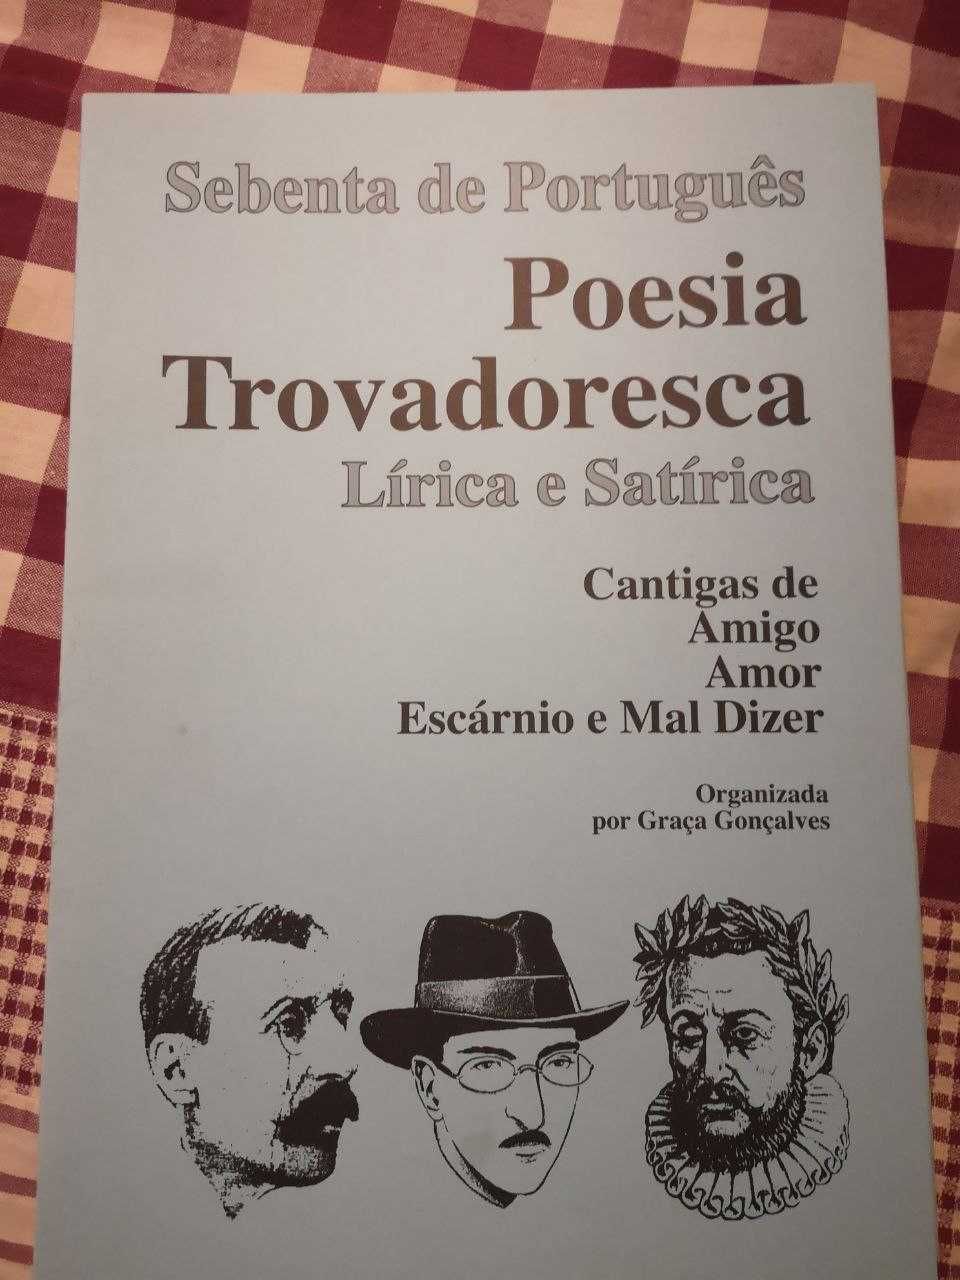 Sebenta de Português
Poesia
Trovadoresca
Lírica e Satírica
Cantigas de
Amigo
Amor
Escárnio e Mal Dizer
Organizada
por Graça Gonçalves